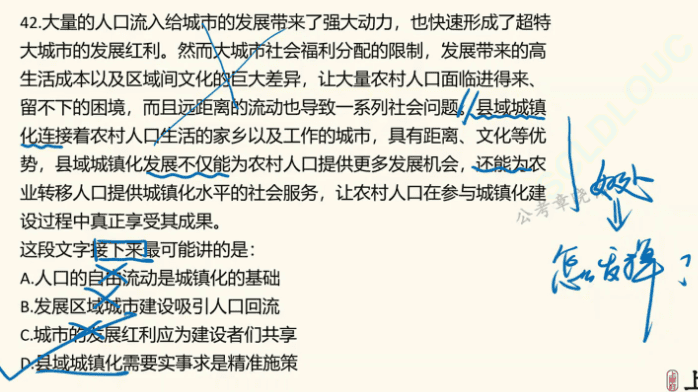 42.大量的人口流入给城市的发展带来了强大动力，也快速形成了超特
大城市的发展红利。然而大城市社会福利分配的限制，发展带来的高
生活成本以及区域间文化的巨大差异，让大量农村人口面临进得来、
留不下的困境，而且远距离的流动也导致一系列社会问题。县域城镇
化连接着农村人口生活的家乡以及工作的城市，具有距离、文化等优
势，县域城镇化发展不仅能为农村人口提供更多发展机会，还能为农
业转移人口提供城镇化水平的社会服务，让农村人口在参与城镇化建
设过程中真正享受其成果。
这段文字接下来最可能讲的是：
A.人口的自由流动是城镇化的基础
B.发展区域城市建设吸引人口回流
C.城市的发展红利应为建设者们共享
D.县域城镇化需要实事求是精准施策
好处
怎么发挥？
公考章晓
上